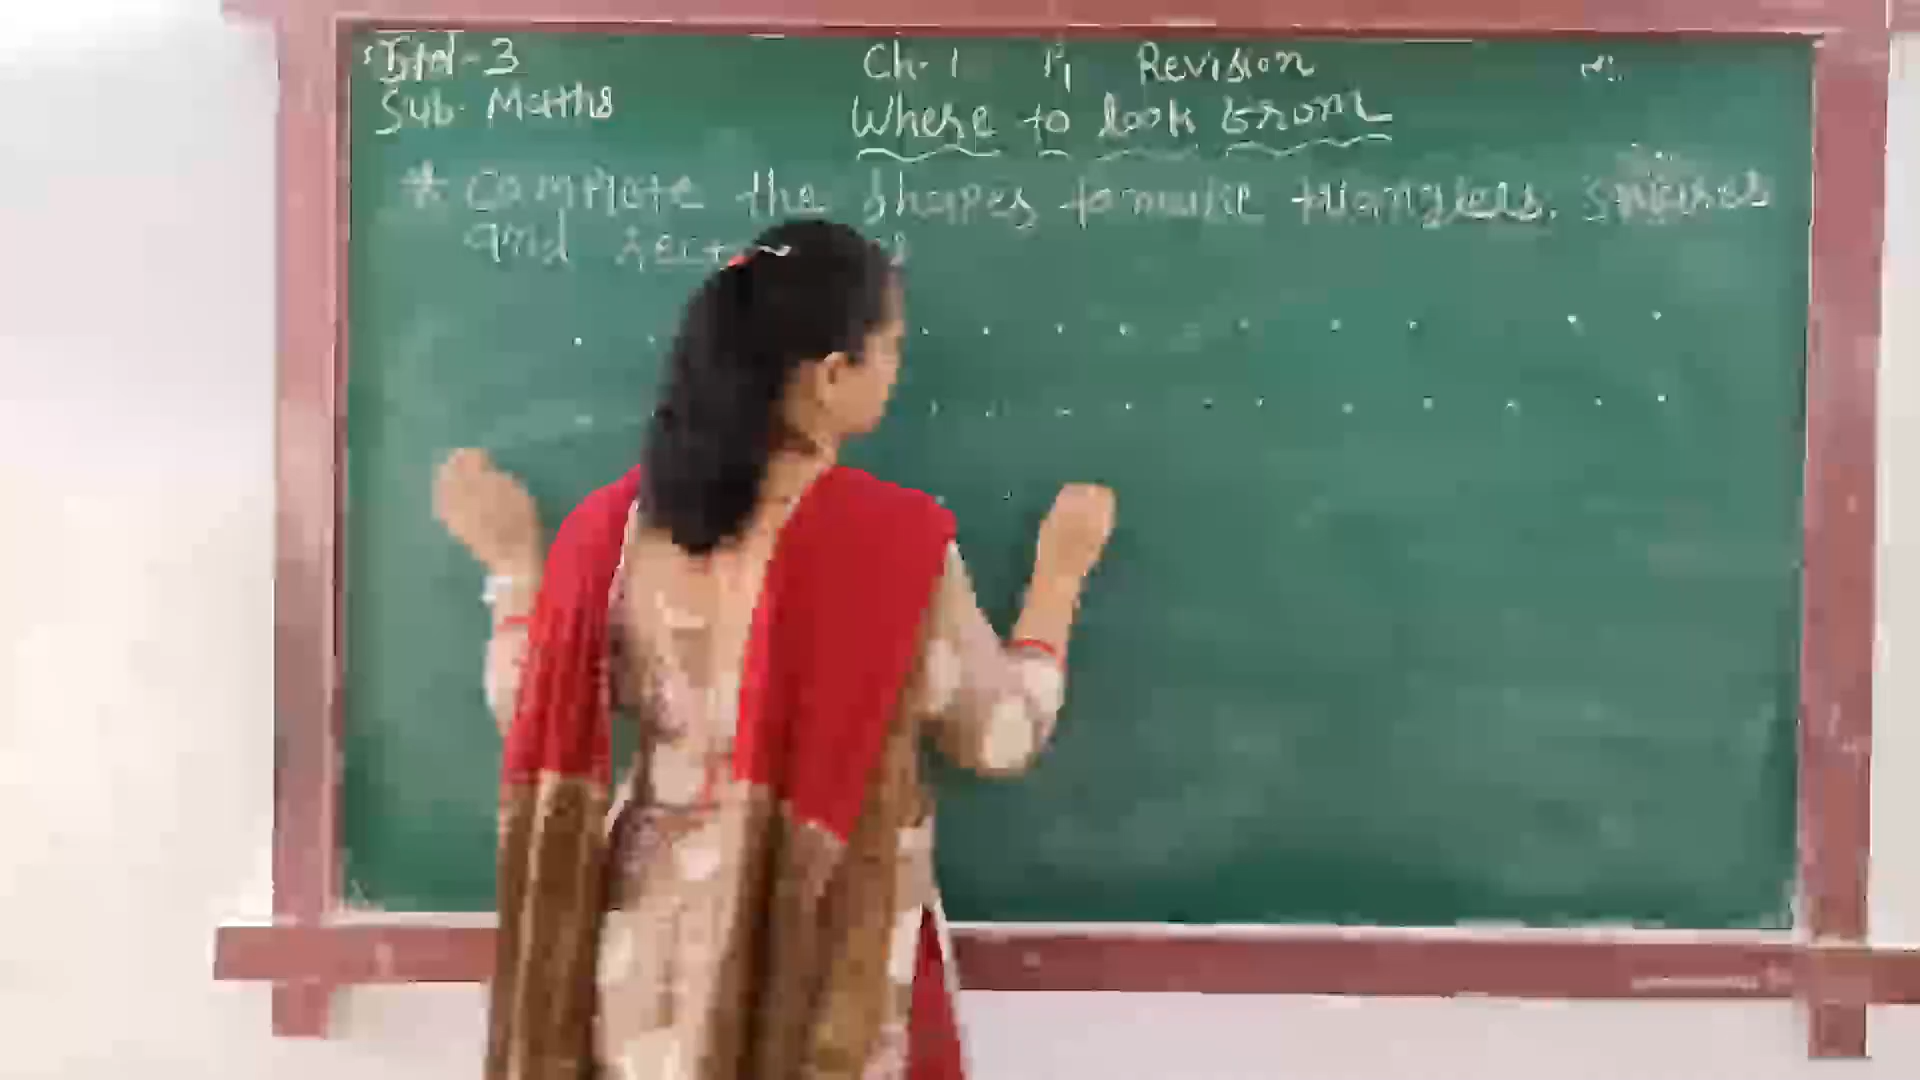 Std-3
Sub- Maths
Ch-1 P1 Revision
Where to look From
* Complete the shapes to make triangles, squares
and